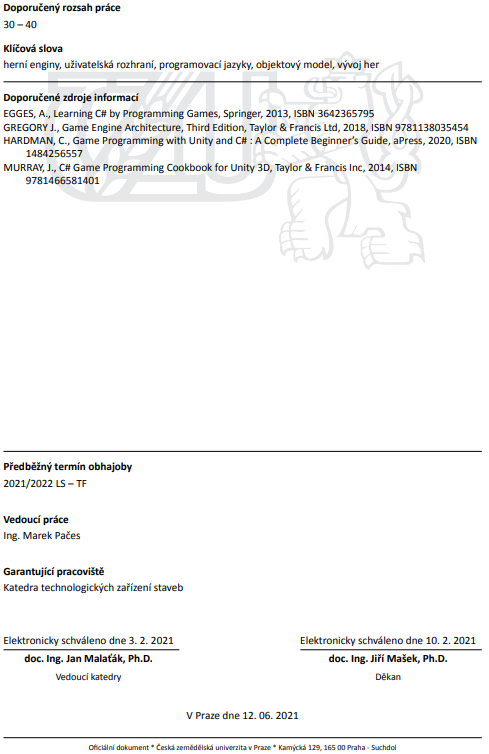 Doporučený rozsah práce
30 – 40
Klíčová slova
herní enginy, uživatelská rozhraní, programovací jazyky, objektový model, vývoj her
Doporučené zdroje informací
EGGES, A., Learning C# by Programming Games, Springer, 2013, ISBN 3642365795
GREGORY J., Game Engine Architecture, Third Edition, Taylor & Francis Ltd, 2018, ISBN 9781138035454
HARDMAN, C., Game Programming with Unity and C# : A Complete Beginner's Guide, aPress, 2020, ISBN
1484256557
MURRAY, J., C# Game Programming Cookbook for Unity 3D, Taylor & Francis Inc, 2014, ISBN
9781466581401
Předběžný termín obhajoby
2021/2022 LS – TF
Vedoucí práce
Ing. Marek Pačes
Garantující pracoviště
Katedra technologických zařízení staveb
Elektronicky schváleno dne 3. 2. 2021
doc. Ing. Jan Malaťák, Ph.D.
Vedoucí katedry
Elektronicky schváleno dne 10. 2. 2021
doc. Ing. Jiří Mašek, Ph.D.
Děkan
V Praze dne 12. 06. 2021
Oficiální dokument * Česká zemědělská univerzita v Praze * Kamýcká 129, 165 00 Praha - Suchdol